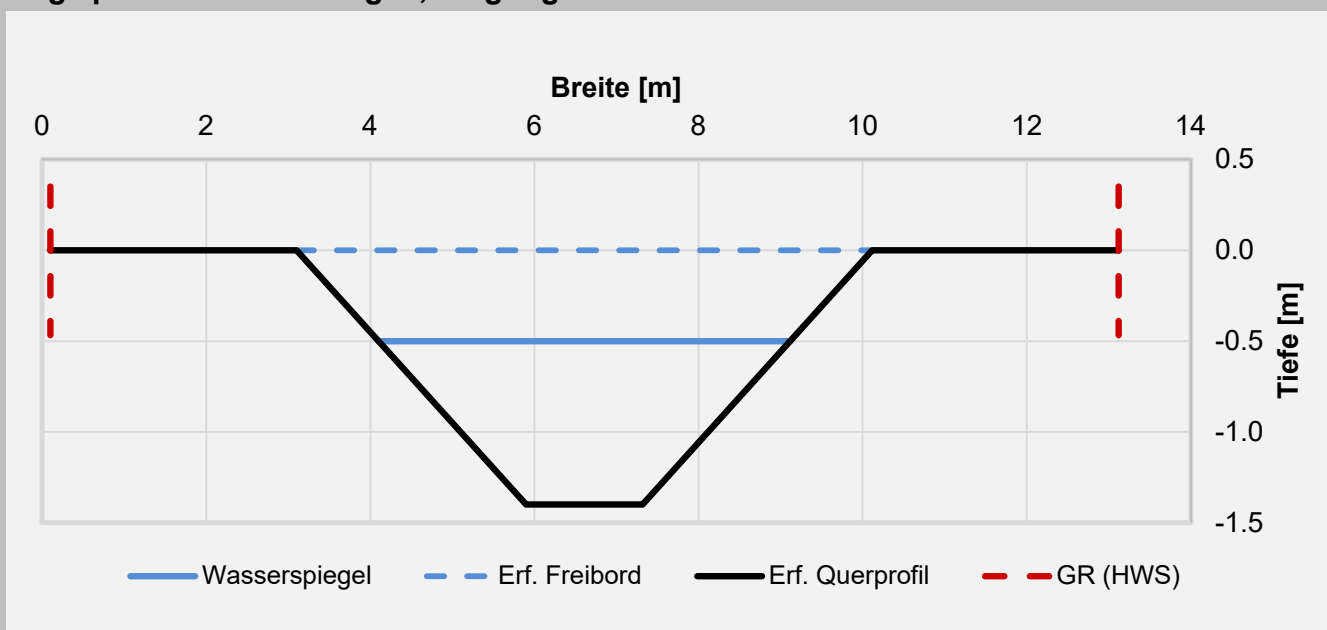 Breite [m]
0 2 4 6 8 10 12 14
0.5
0.0
-0.5
-1.0
-1.5
Tiefe [m]
Wasserspiegel Erf. Freibord Erf. Querprofil GR (HWS)